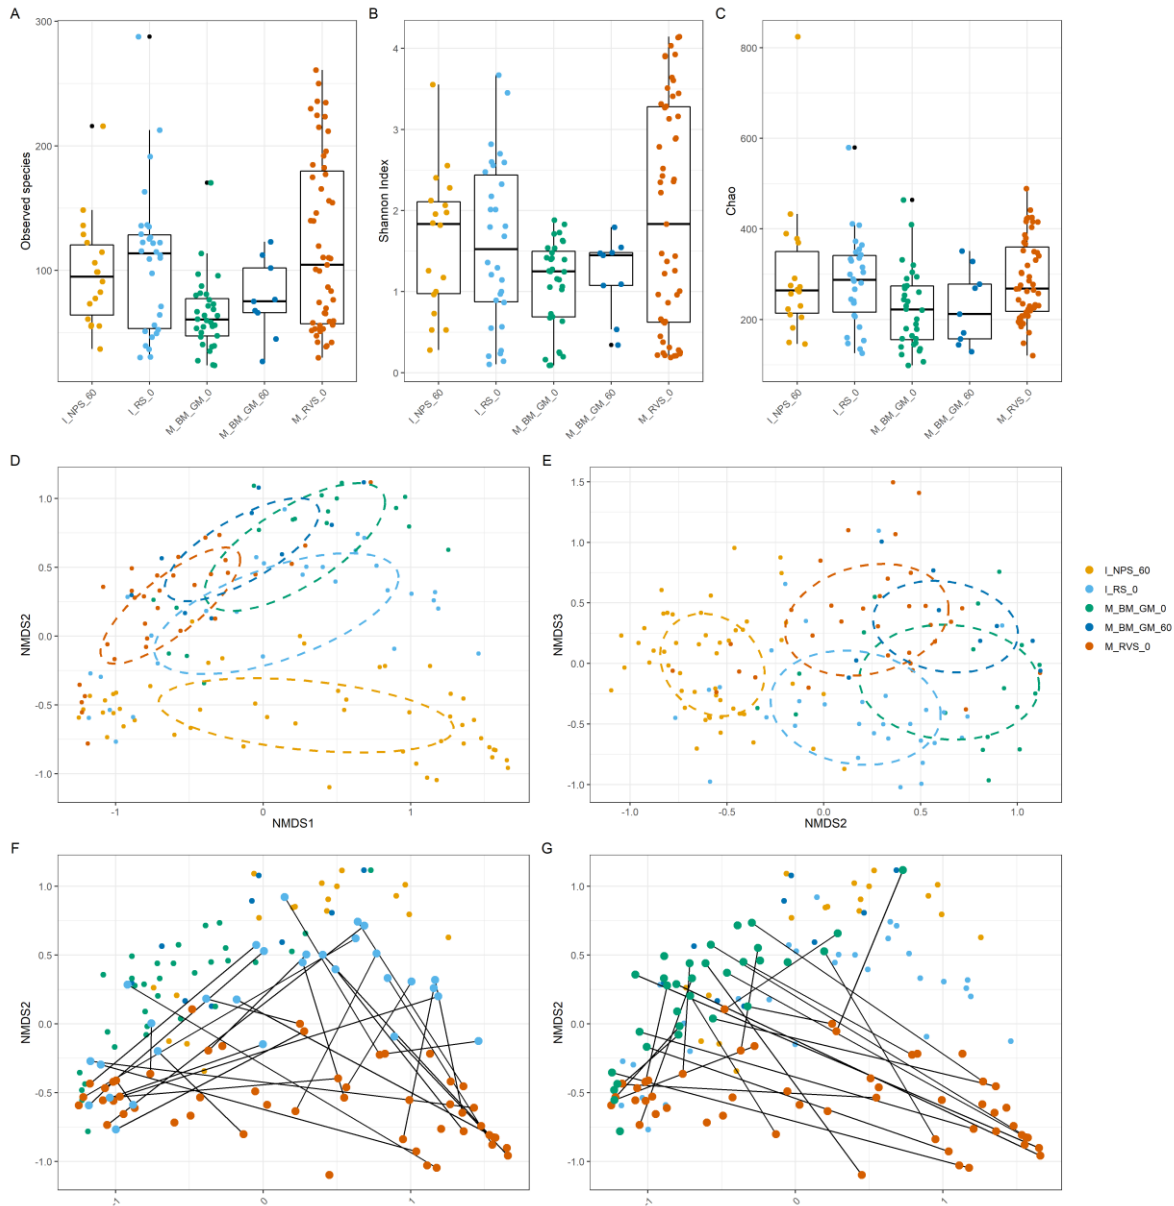 A
B
C
Observed species
300
200
100
I_NPS_60
I_RS_0
M_BM_GM_0
M_BM_GM_60
M_RVS_0
Shannon Index
4
3
2
1
0
I_NPS_60
I_RS_0
M_BM_GM_0
M_BM_GM_60
M_RVS_0
Chao
800
600
400
200
I_NPS_60
I_RS_0
M_BM_GM_0
M_BM_GM_60
M_RVS_0
D
E
NMDS2
1.0
0.5
0.0
-0.5
-1.0
-1
0
1
NMDS1
NMDS3
1.5
1.0
0.5
0.0
-0.5
-1.0
-1.0
-0.5
0.0
0.5
1.0
NMDS2
I_NPS_60
I_RS_0
M_BM_GM_0
M_BM_GM_60
M_RVS_0
F
G
NMDS2
1.0
0.5
0.0
-0.5
-1.0
-1
0
1
NMDS2
1.0
0.5
0.0
-0.5
-1.0
-1
0
1